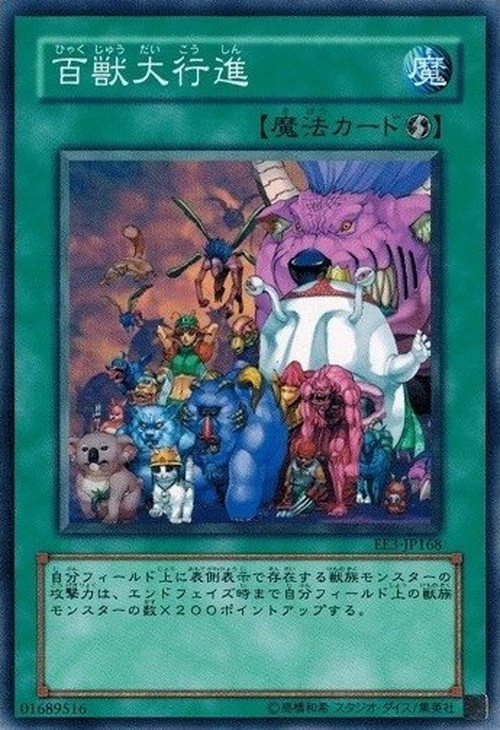 ひゃく じゅう だい こう しん
百獣大行進
魔
【魔法カード】
EE3-JP168
自分フィールド上に表側表示で存在する獣族モンスターの
攻撃力は、エンドフェイズ時まで自分フィールド上の獣族
モンスターの数×200ポイントアップする。
01689516
©高橋和希 スタジオ・ダイス/集英社